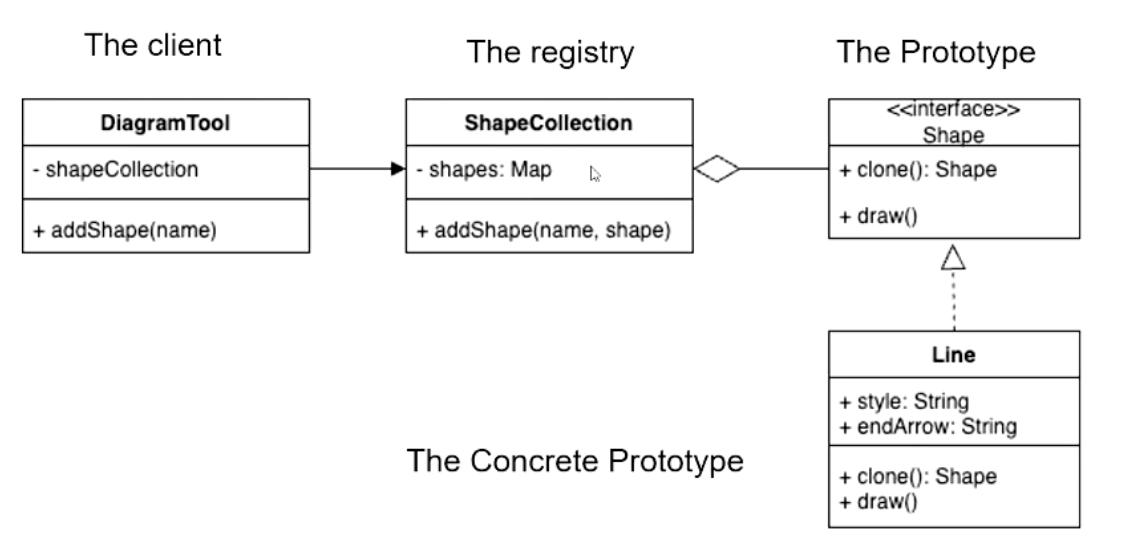 The client
The registry
The Prototype
DiagramTool
- shapeCollection
+ addShape(name)
ShapeCollection
- shapes: Map
+ addShape(name, shape)
<<interface>>
Shape
+ clone(): Shape
+ draw()
Line
+ style: String
+ endArrow: String
+ clone(): Shape
+ draw()
The Concrete Prototype